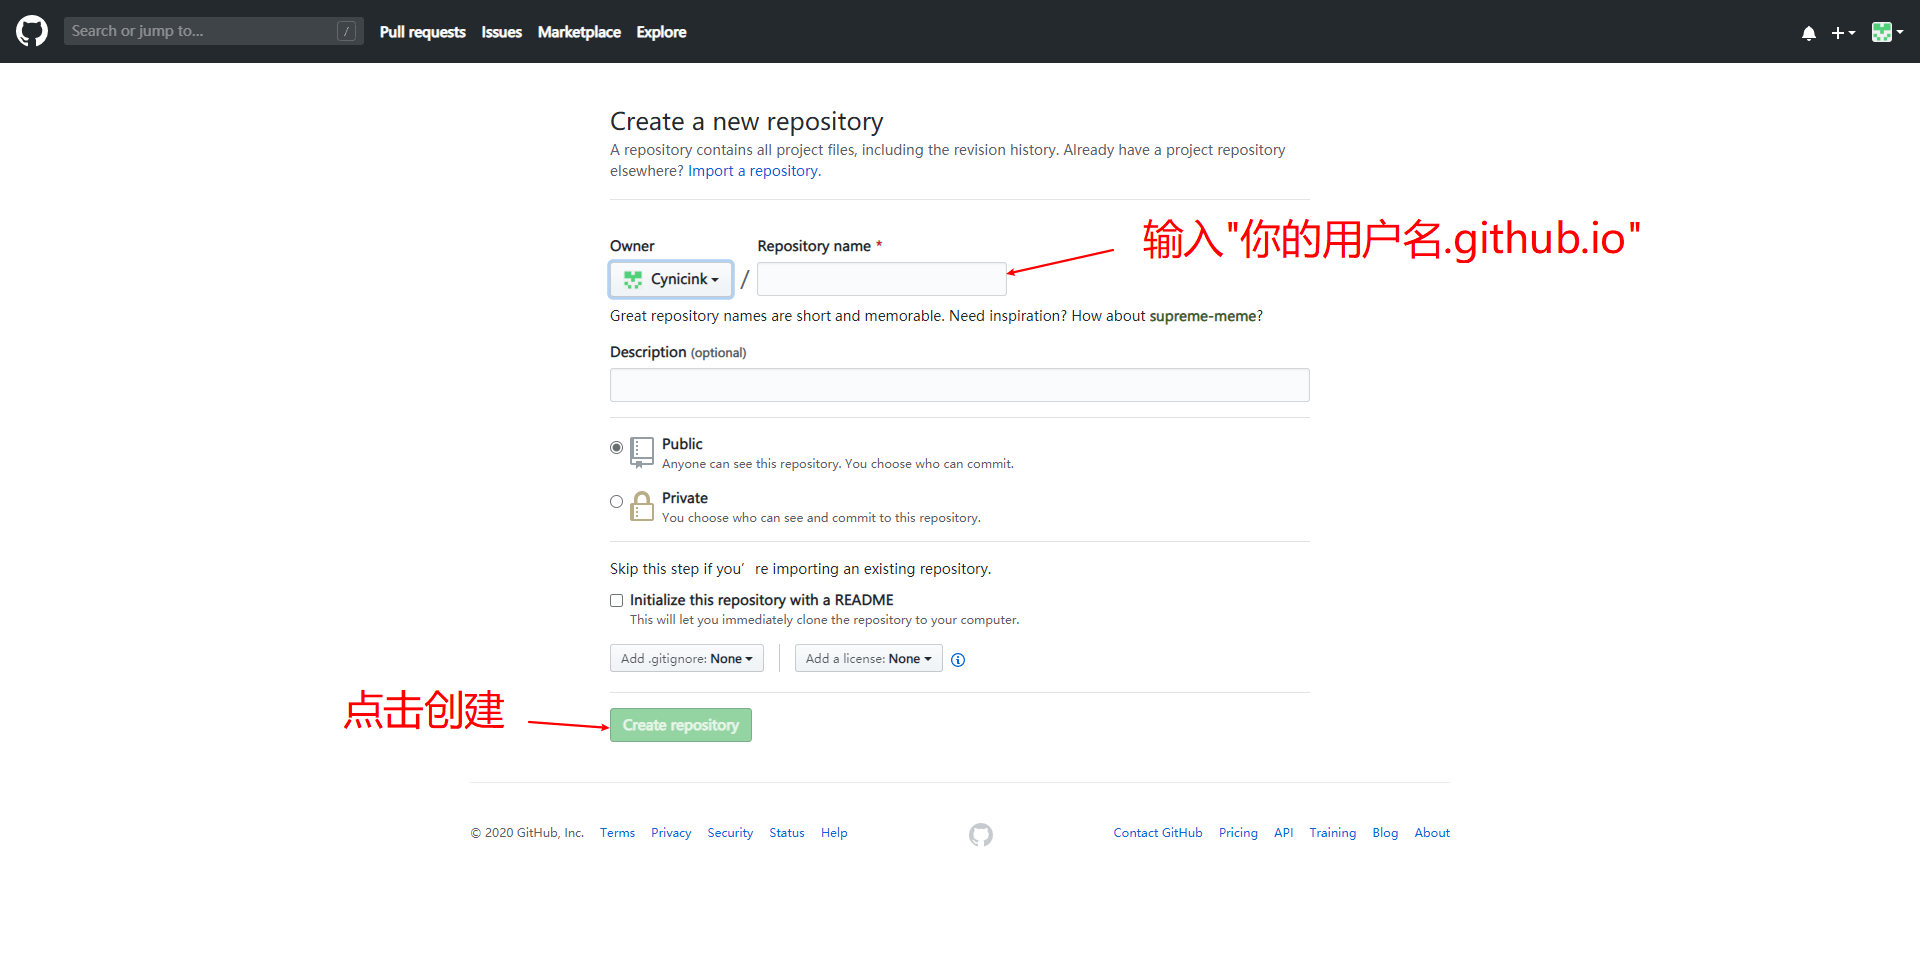 Search or jump to...
/
Pull requests
Issues
Marketplace
Explore
Create a new repository
A repository contains all project files, including the revision history. Already have a project repository
elsewhere? Import a repository.
输入"你的用户名.github.io"
Owner
Repository name *
Cynicink
/
Great repository names are short and memorable. Need inspiration? How about supreme-meme?
Description (optional)
Public
Anyone can see this repository. You choose who can commit.
Private
You choose who can see and commit to this repository.
Skip this step if you’re importing an existing repository.
Initialize this repository with a README
This will let you immediately clone the repository to your computer.
Add .gitignore: None
Add a license: None
点击创建
Create repository
© 2020 GitHub, Inc.
Terms
Privacy
Security
Status
Help
Contact GitHub
Pricing
API
Training
Blog
About